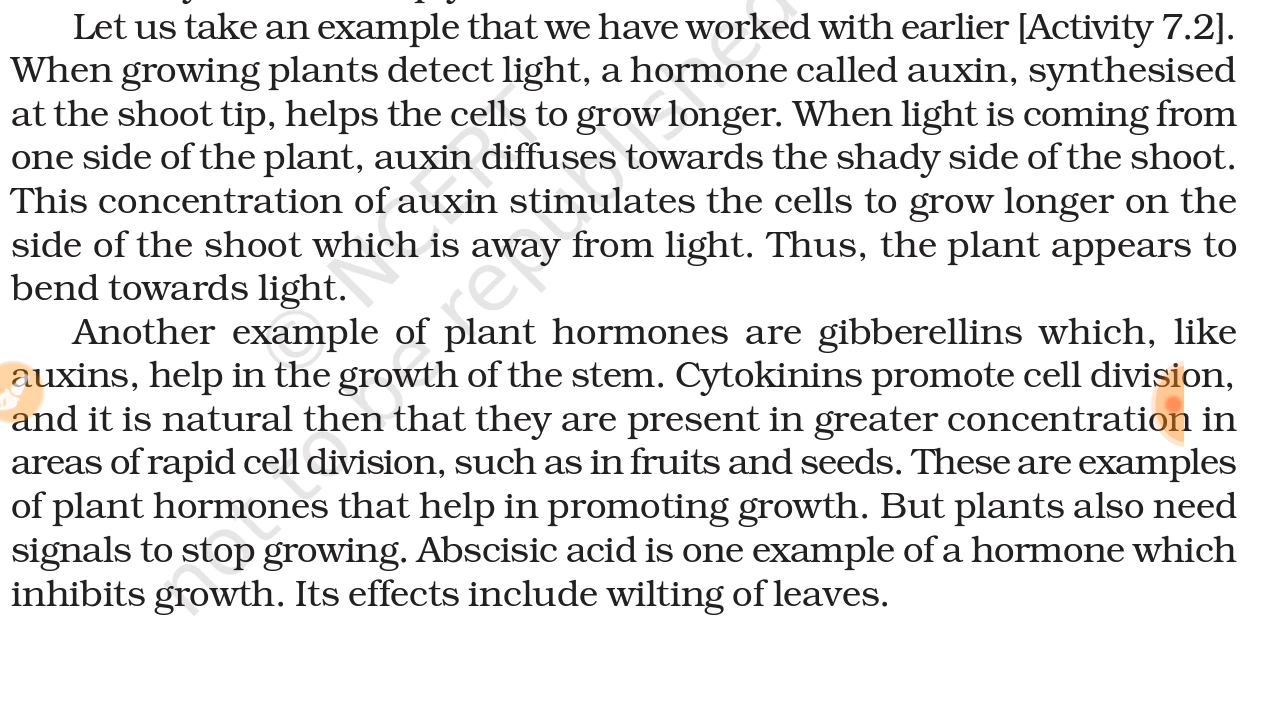 Let us take an example that we have worked with earlier [Activity 7.2].
When growing plants detect light, a hormone called auxin, synthesised
at the shoot tip, helps the cells to grow longer. When light is coming from
one side of the plant, auxin diffuses towards the shady side of the shoot.
This concentration of auxin stimulates the cells to grow longer on the
side of the shoot which is away from light. Thus, the plant appears to
bend towards light.
Another example of plant hormones are gibberellins which, like
auxins, help in the growth of the stem. Cytokinins promote cell division,
and it is natural then that they are present in greater concentration in
areas of rapid cell division, such as in fruits and seeds. These are examples
of plant hormones that help in promoting growth. But plants also need
signals to stop growing. Abscisic acid is one example of a hormone which
inhibits growth. Its effects include wilting of leaves.
© NCERT
not to be republished